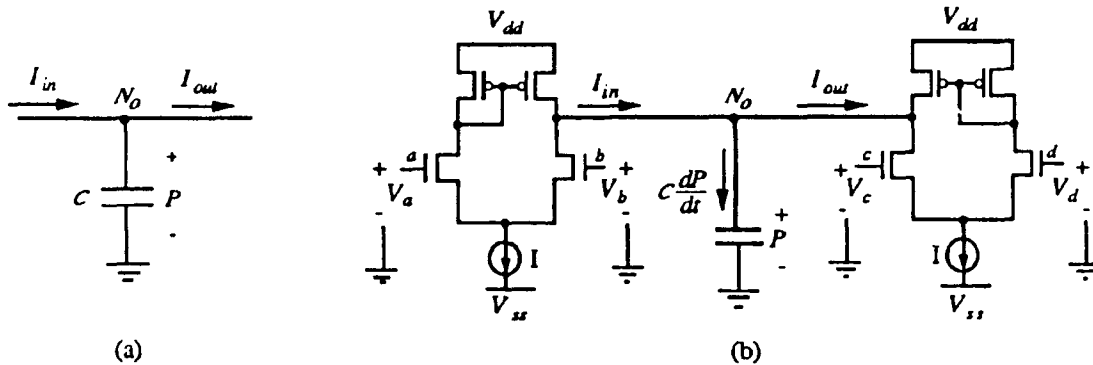 V_dd
V_dd
I_in
I_out
N_o
C
+
P
-
I_in
N_o
I_out
a
+
V_a
-
b
+
V_b
-
C dP/dt
+
P
-
c
+
V_c
-
d
+
V_d
-
I
V_ss
I
V_ss
(a)
(b)